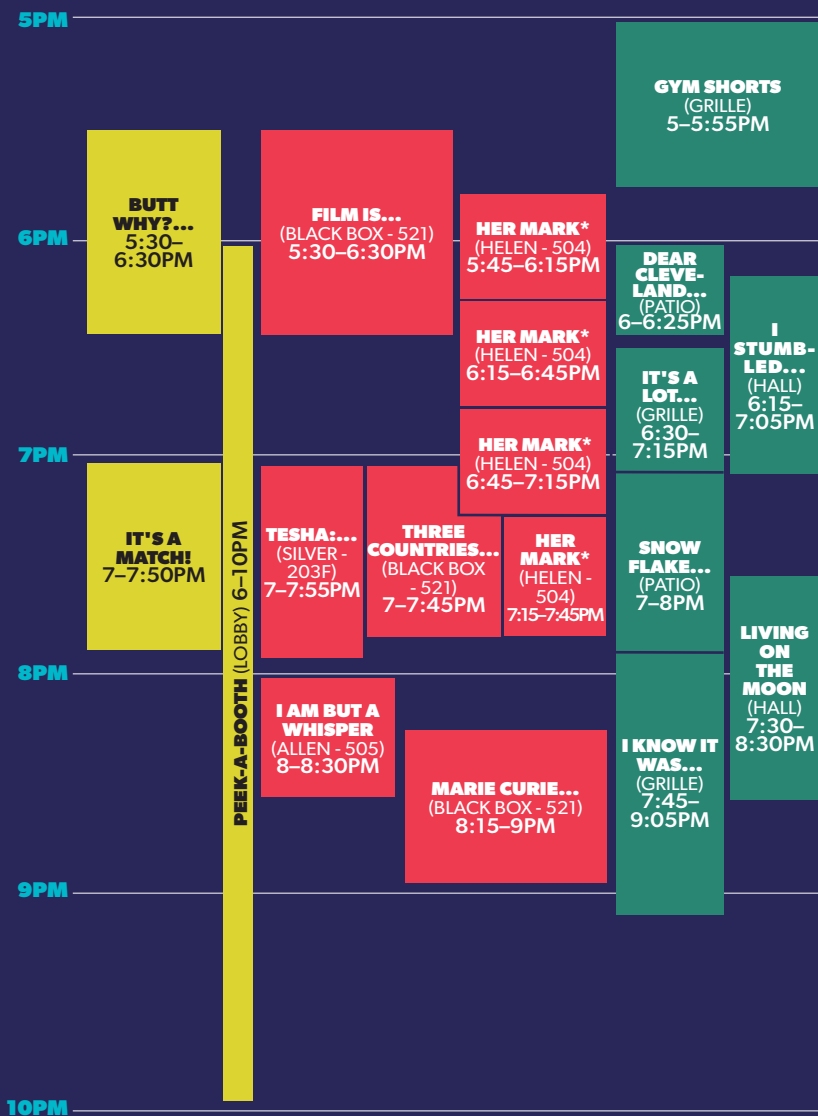 5PM
GYM SHORTS
(GRILLE)
5–5:55PM
BUTT
WHY?...
5:30–
6:30PM
FILM IS...
(BLACK BOX - 521)
5:30–6:30PM
HER MARK*
(HELEN - 504)
5:45–6:15PM
6PM
DEAR
CLEVE-
LAND...
(PATIO)
6–6:25PM
I
STUMB-
LED...
(HALL)
6:15–
7:05PM
HER MARK*
(HELEN - 504)
6:15–6:45PM
IT'S A
LOT...
(GRILLE)
6:30–
7:15PM
HER MARK*
(HELEN - 504)
6:45–7:15PM
7PM
IT'S A
MATCH!
7–7:50PM
PEEK-A-BOOTH (LOBBY) 6–10PM
TESHA:...
(SILVER -
203F)
7–7:55PM
THREE
COUNTRIES...
(BLACK BOX
- 521)
7–7:45PM
HER
MARK*
(HELEN -
504)
7:15–7:45PM
SNOW
FLAKE...
(PATIO)
7–8PM
LIVING
ON
THE
MOON
(HALL)
7:30–
8:30PM
8PM
I AM BUT A
WHISPER
(ALLEN - 505)
8–8:30PM
MARIE CURIE...
(BLACK BOX - 521)
8:15–9PM
I KNOW IT
WAS...
(GRILLE)
7:45–
9:05PM
9PM
10PM